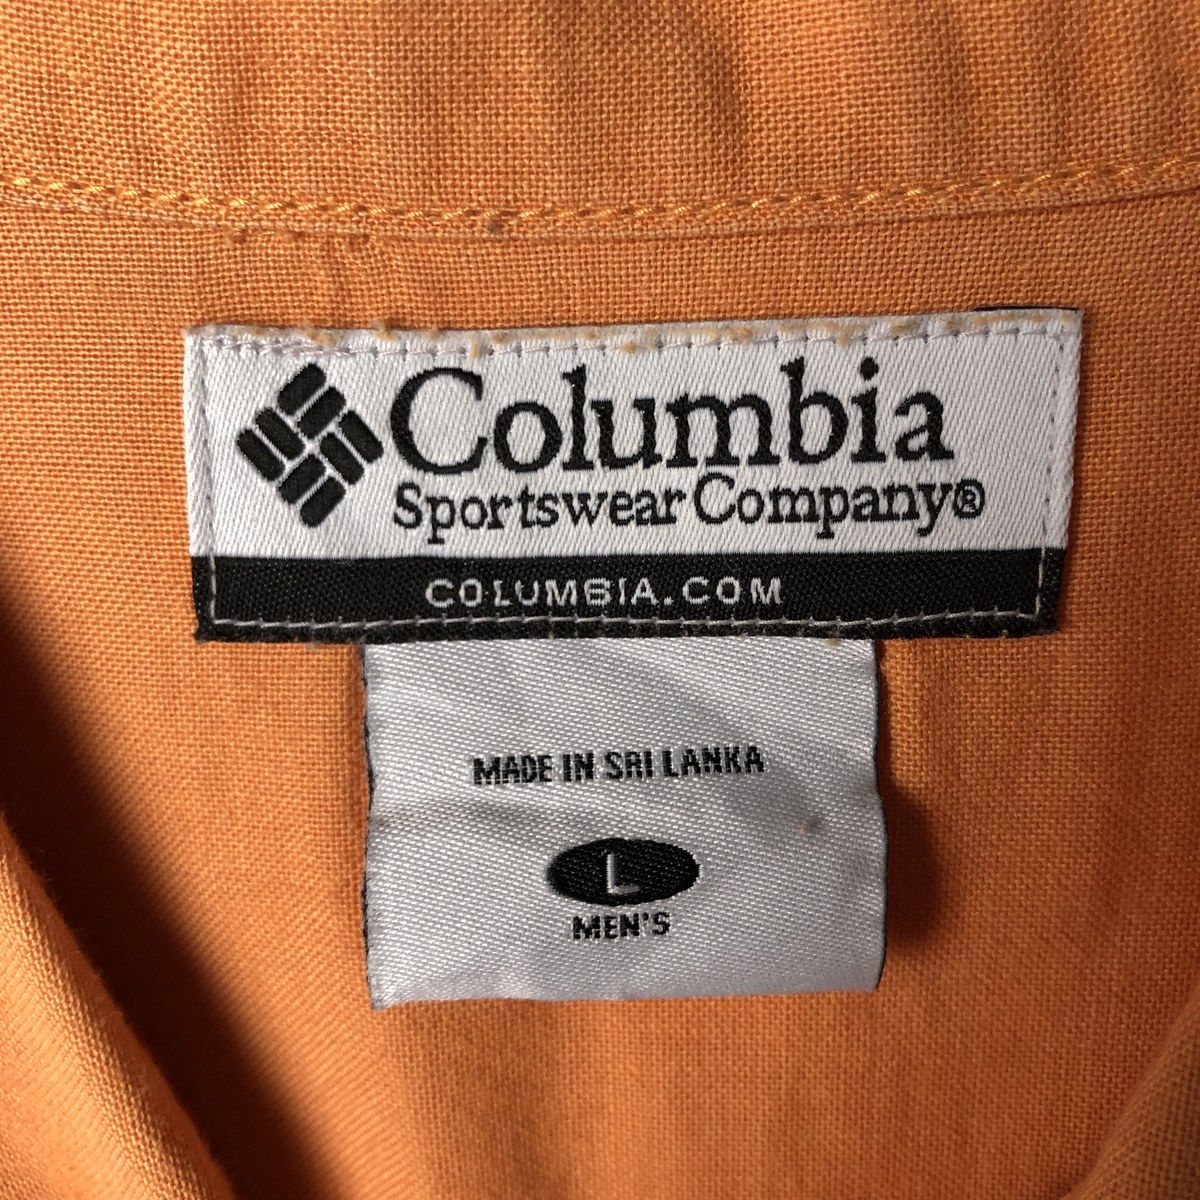 Columbia
Sportswear Company®
COLUMBIA.COM
MADE IN SRI LANKA
L
MEN'S